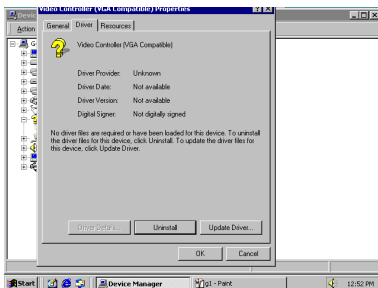 Video Controller (VGA Compatible) Properties
? X
Device
Action
General Driver Resources
Video Controller (VGA Compatible)
Driver Provider: Unknown
Driver Date: Not available
Driver Version: Not available
Digital Signer: Not digitally signed
No driver files are required or have been loaded for this device. To uninstall
the driver files for this device, click Uninstall. To update the driver files for
this device, click Update Driver.
Driver Details...
Uninstall
Update Driver...
OK
Cancel
Start
Device Manager
g1 - Paint
12:52 PM